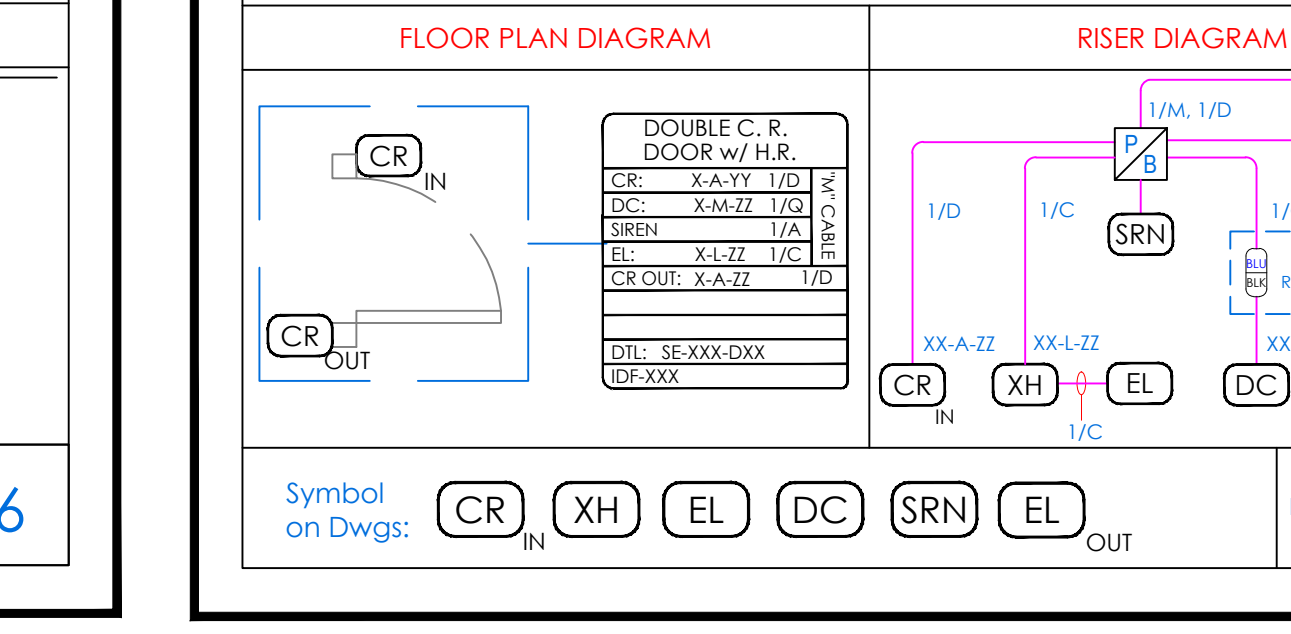 FLOOR PLAN DIAGRAM
RISER DIAGRAM
CR
IN
CR
OUT
DOUBLE C. R.
DOOR w/ H.R.
CR: X-A-YY 1/D
DC: X-M-ZZ 1/Q
SIREN 1/A
EL: X-L-ZZ 1/C
"M" CABLE
CR OUT: X-A-ZZ 1/D
DTL: SE-XXX-DXX
IDF-XXX
1/M, 1/D
P/B
1/D
1/C
SRN
1/
BLU
BLK
R
XX-A-ZZ
XX-L-ZZ
XX
CR
IN
XH
EL
DC
1/C
6
Symbol
on Dwgs:
CR IN XH EL DC SRN EL OUT